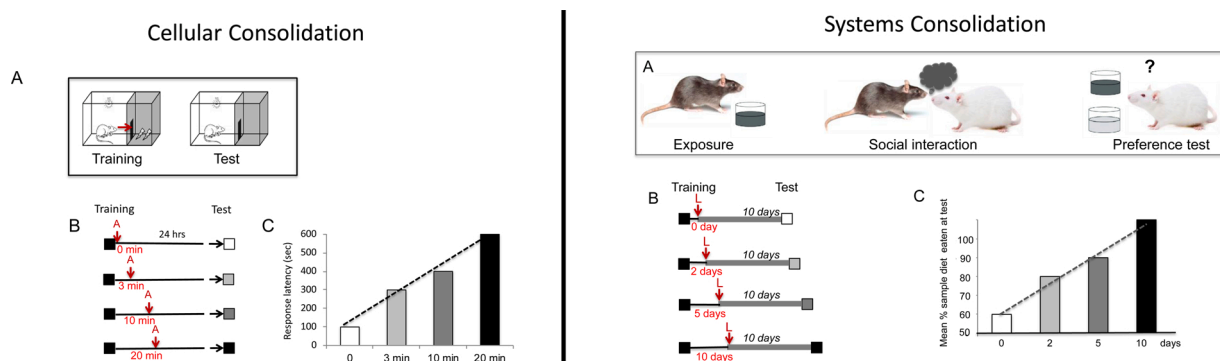 Cellular Consolidation
A
Training Test
B Training Test
A
24 hrs
0 min
A
3 min
A
10 min
A
20 min
C
Response latency (sec)
600
500
400
300
200
100
0
0 3 min 10 min 20 min
Systems Consolidation
A
?
Exposure Social interaction Preference test
B Training Test
L
10 days
0 day
L
10 days
2 days
L
10 days
5 days
L
10 days
10 days
C
Mean % sample diet eaten at test
100
90
80
70
60
50
0 2 5 10 days